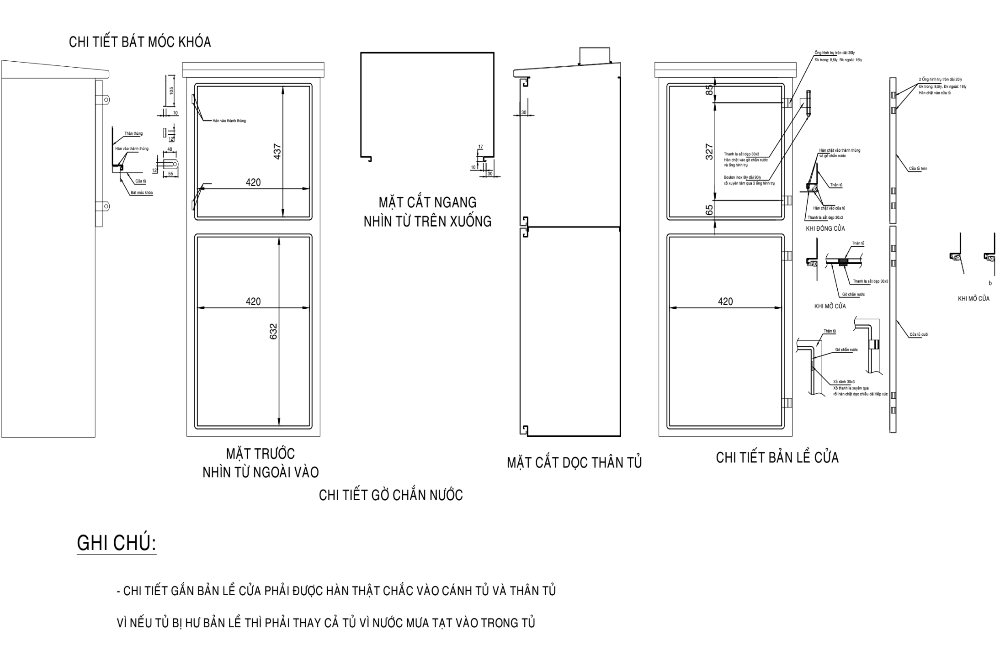 CHI TIẾT BÁT MÓC KHÓA
105
10
12
48
12
55
Thân thùng
Hàn vào thành thùng
Cửa tủ
Bát móc khóa
Hàn vào thành thùng
437
420
420
632
MẶT TRƯỚC
NHÌN TỪ NGOÀI VÀO
17
10
30
MẶT CẮT NGANG
NHÌN TỪ TRÊN XUỐNG
30
MẶT CẮT DỌC THÂN TỦ
CHI TIẾT GỜ CHẮN NƯỚC
85
327
65
420
Ống hình trụ tròn dài 30ly
Đk trong: 8,5ly. Đk ngoài: 16ly
Thanh la sắt dẹp 30x3
Hàn chặt vào gờ chắn nước
và ống hình trụ
Boulon inox 8ly dài 90ly
xỏ xuyên tâm qua 3 ống hình trụ
Hàn chặt vào thành thùng
và gờ chắn nước
Thân tủ
Hàn chặt vào cửa tủ
Thanh la sắt dẹp 30x3
KHI ĐÓNG CỬA
Thân tủ
Thanh la sắt dẹp 30x3
Gờ chắn nước
KHI MỞ CỬA
Thân tủ
Gờ chắn nước
Xẻ rãnh 30x3
Xỏ thanh la xuyên qua
rồi hàn chặt dọc chiều dài tiếp xúc
CHI TIẾT BẢN LỀ CỬA
2 Ống hình trụ tròn dài 20ly
Đk trong: 8,5ly. Đk ngoài: 16ly
Hàn chặt vào cửa tủ
Cửa tủ trên
Cửa tủ dưới
b
KHI MỞ CỬA
GHI CHÚ:
- CHI TIẾT GẮN BẢN LỀ CỬA PHẢI ĐƯỢC HÀN THẬT CHẮC VÀO CÁNH TỦ VÀ THÂN TỦ
VÌ NẾU TỦ BỊ HƯ BẢN LỀ THÌ PHẢI THAY CẢ TỦ VÌ NƯỚC MƯA TẠT VÀO TRONG TỦ